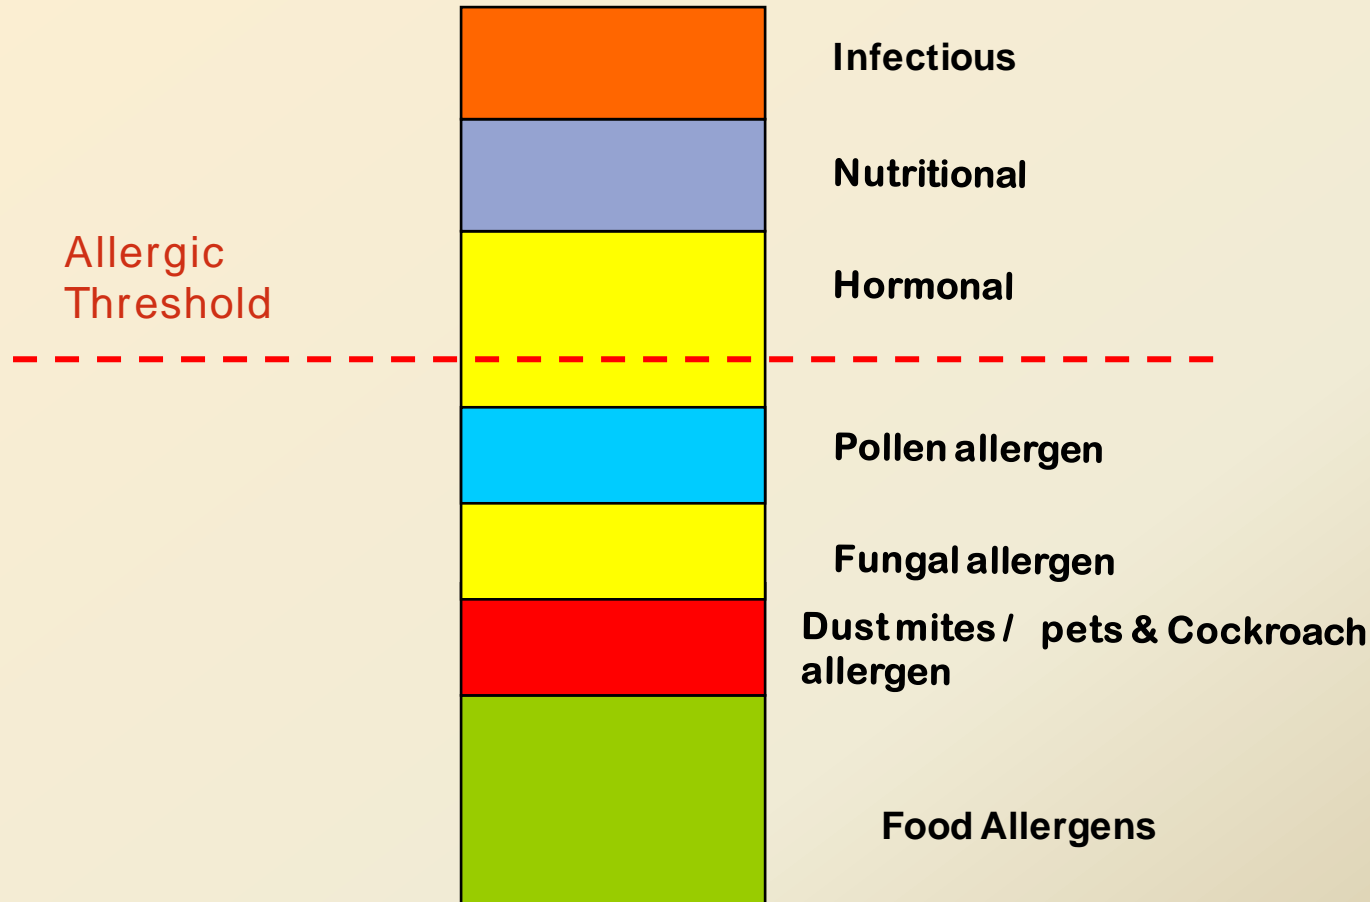 Infectious
Nutritional
Allergic
Threshold
Hormonal
Pollen allergen
Fungal allergen
Dust mites / pets & Cockroach
allergen
Food Allergens